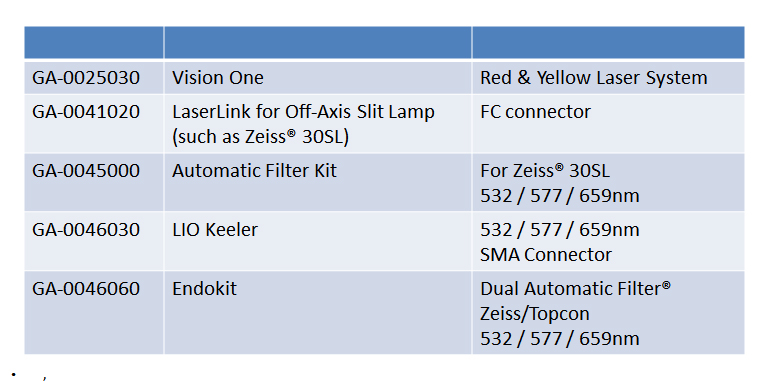 GA-0025030 Vision One Red & Yellow Laser System
GA-0041020 LaserLink for Off-Axis Slit Lamp FC connector
(such as Zeiss® 30SL)
GA-0045000 Automatic Filter Kit For Zeiss® 30SL
532 / 577 / 659nm
GA-0046030 LIO Keeler 532 / 577 / 659nm
SMA Connector
GA-0046060 Endokit Dual Automatic Filter®
Zeiss/Topcon
532 / 577 / 659nm
• ,